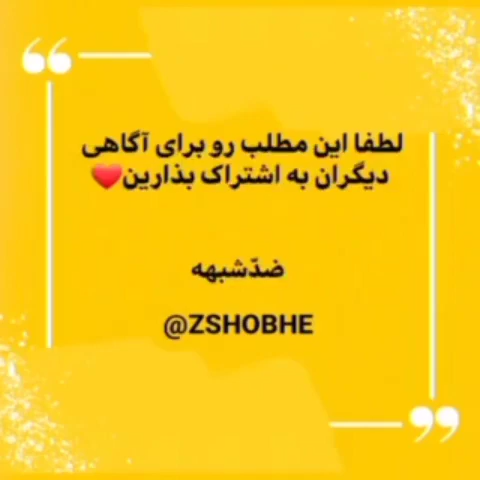 لطفا این مطلب رو برای آگاهی
دیگران به اشتراک بذارین❤️
ضدّشبهه
@ZSHOBHE